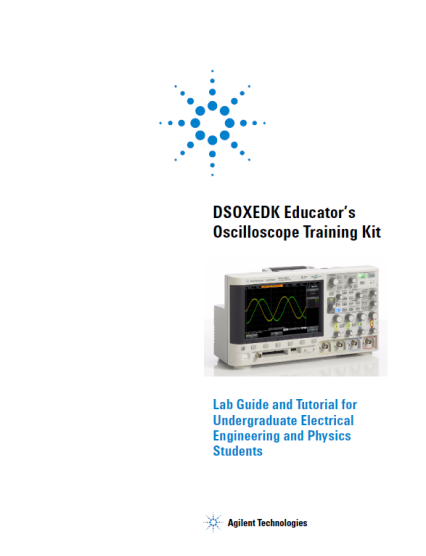 DSOXEDK Educator's
Oscilloscope Training Kit
Lab Guide and Tutorial for
Undergraduate Electrical
Engineering and Physics
Students
Agilent Technologies